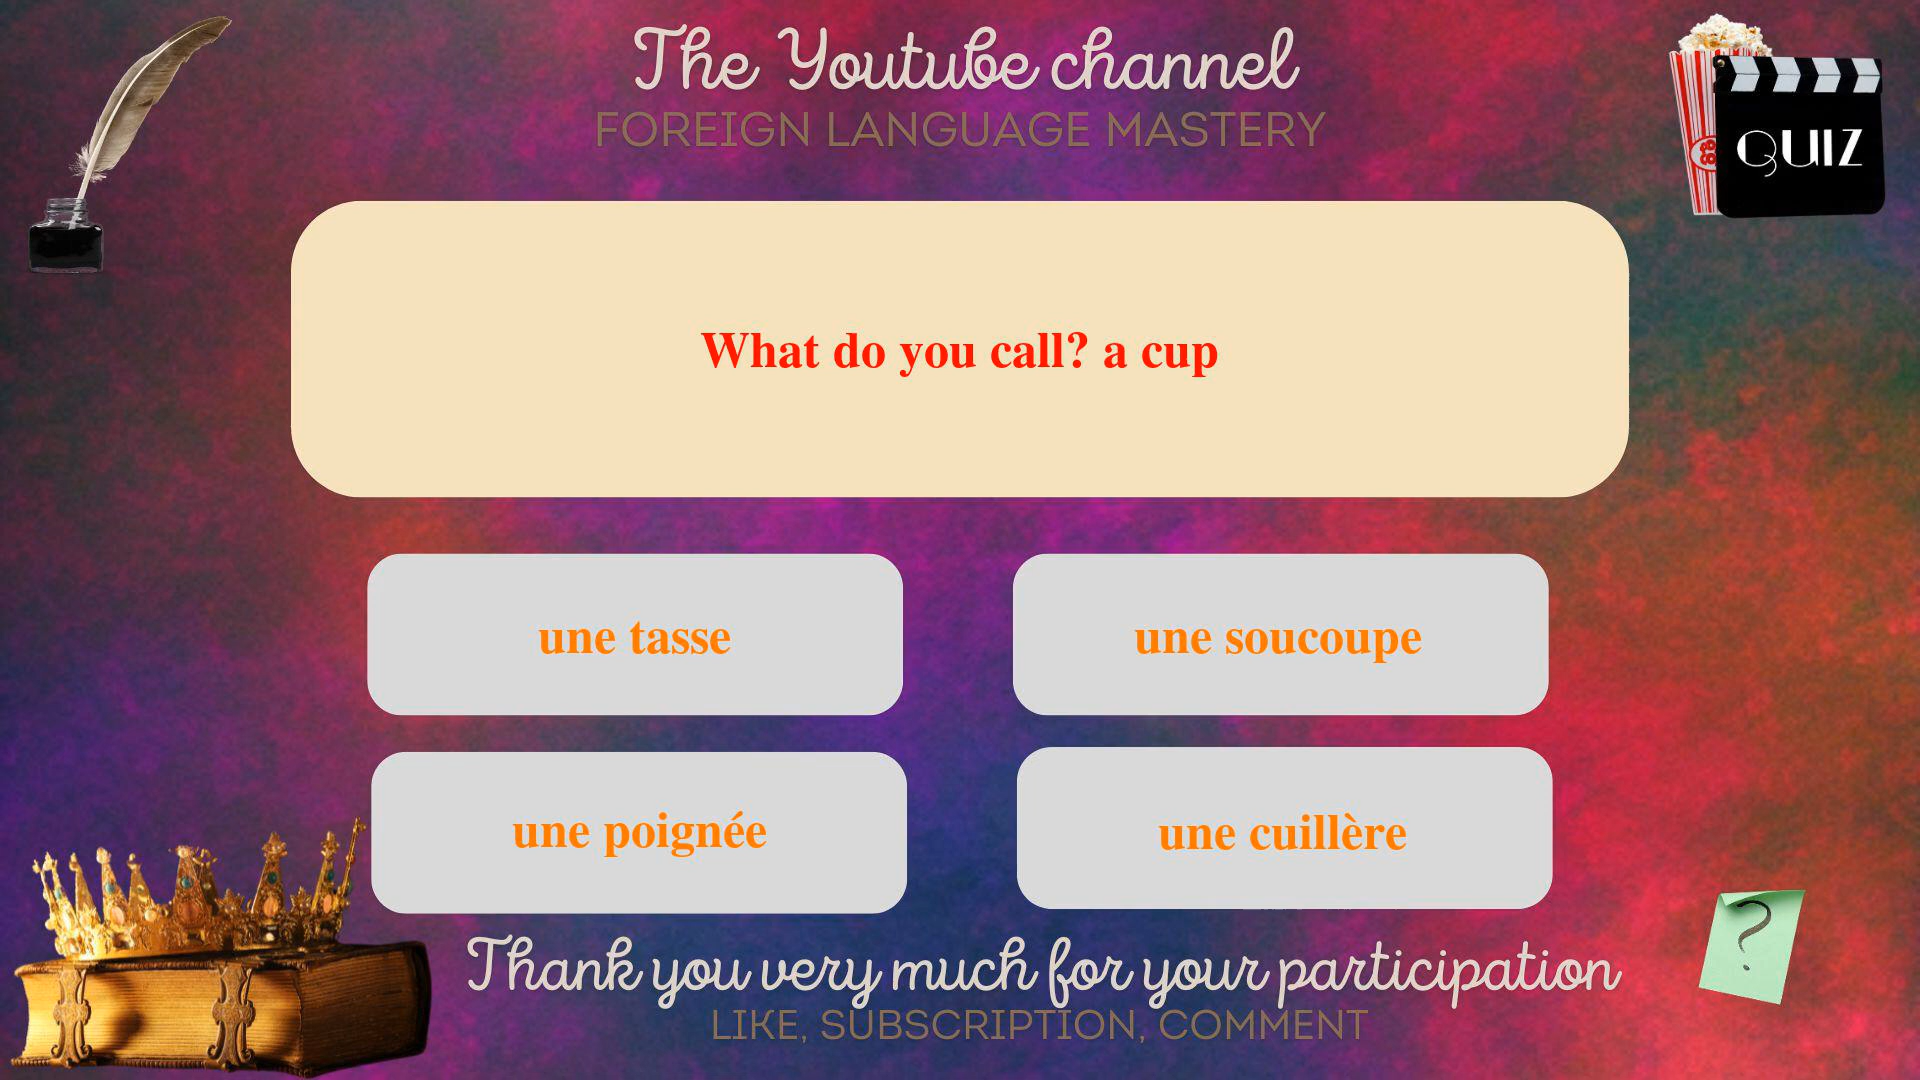 The Youtube channel
FOREIGN LANGUAGE MASTERY
QUIZ
What do you call? a cup
une tasse
une soucoupe
une poignée
une cuillère
?
Thank you very much for your participation
LIKE, SUBSCRIPTION, COMMENT